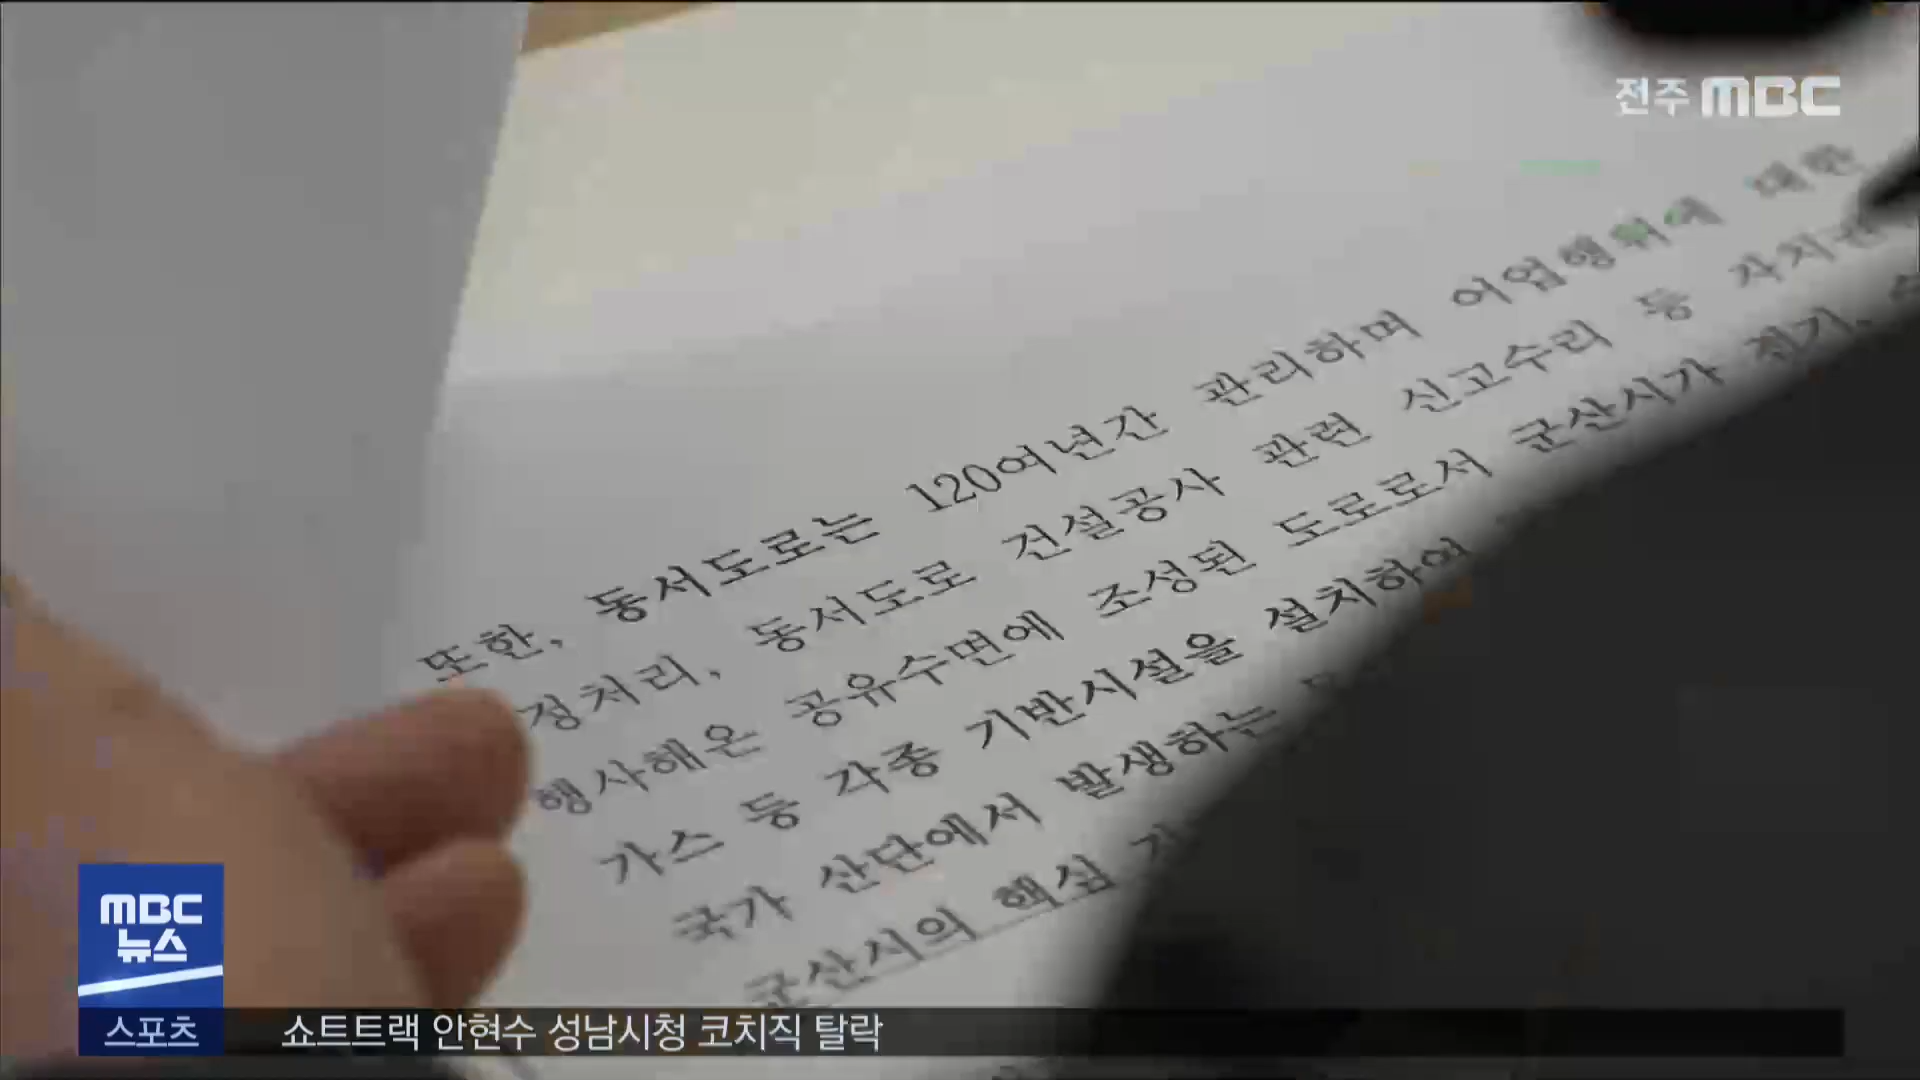 전주 MBC
또한, 동서도로는 120여년간 관리하며 어업행위에 대한
정처리, 동서도로 건설공사 관련 신고수리 등 자치권
행사해온 공유수면에 조성된 도로로서 군산시가 전기,
가스 등 각종 기반시설을 설치하여
국가 산단에서 발생하는
군산시의 핵심
MBC
뉴스
스포츠 쇼트트랙 안현수 성남시청 코치직 탈락